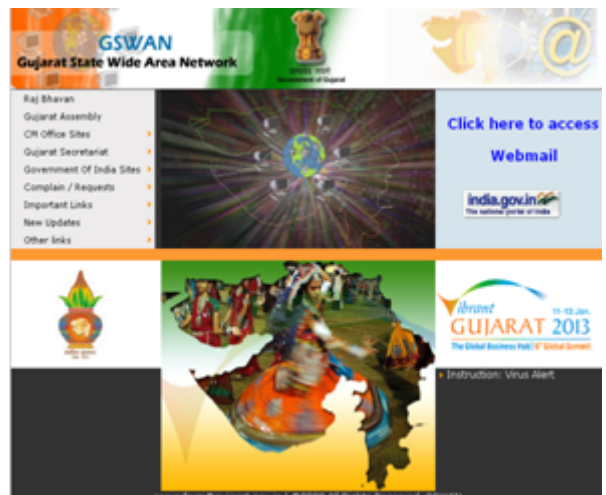 GSWAN
Gujarat State Wide Area Network
Government of Gujarat
Raj Bhavan
Gujarat Assembly
CM Office Sites
Gujarat Secretariat
Government Of India Sites
Complain / Requests
Important Links
New Updates
Other links
Click here to access
Webmail
india.gov.in
The national portal of India
Vibrant 11-13 Jan.
GUJARAT 2013
The Global Business Hub 6th Global Summit
Instruction: Virus Alert